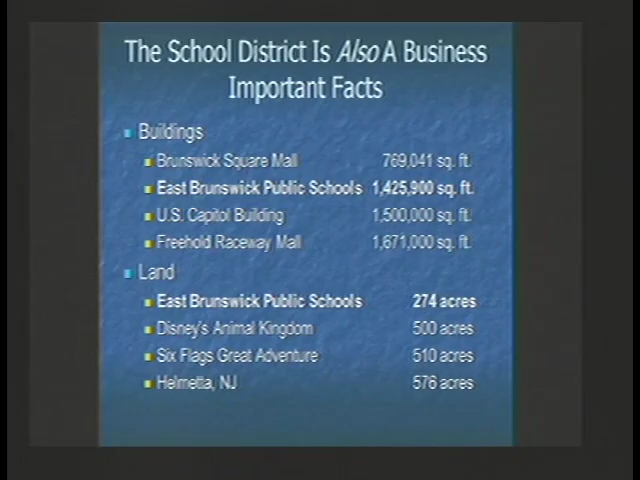 The School District Is Also A Business
Important Facts
Buildings
Brunswick Square Mall 769,041 sq. ft.
East Brunswick Public Schools 1,425,900 sq. ft.
U.S. Capitol Building 1,500,000 sq. ft.
Freehold Raceway Mall 1,671,000 sq. ft.
Land
East Brunswick Public Schools 274 acres
Disney's Animal Kingdom 500 acres
Six Flags Great Adventure 510 acres
Helmetta, NJ 576 acres